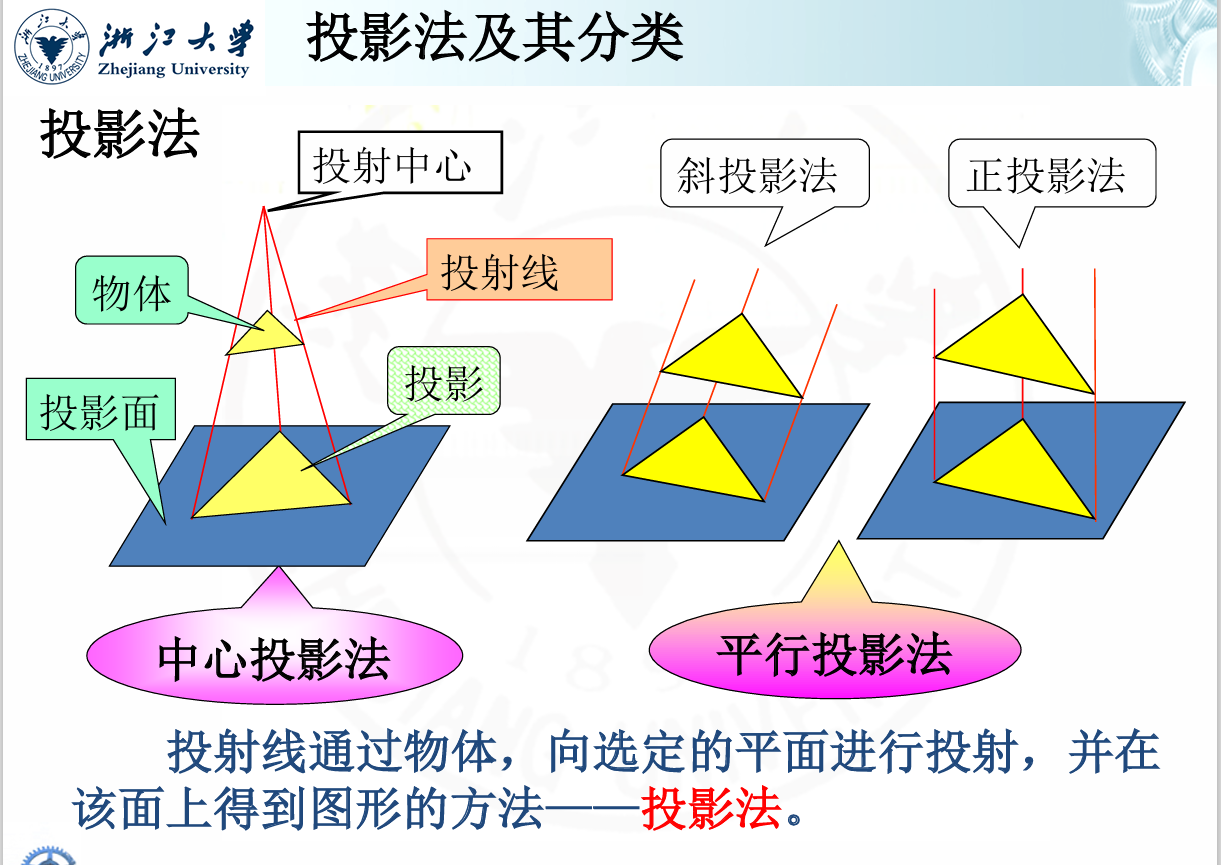 浙江大学
Zhejiang University
ZHEJIANG UNIVERSITY
1897
投影法及其分类
投影法
投射中心
斜投影法
正投影法
物体
投射线
投影
投影面
中心投影法
平行投影法
投射线通过物体，向选定的平面进行投射，并在
该面上得到图形的方法——投影法。